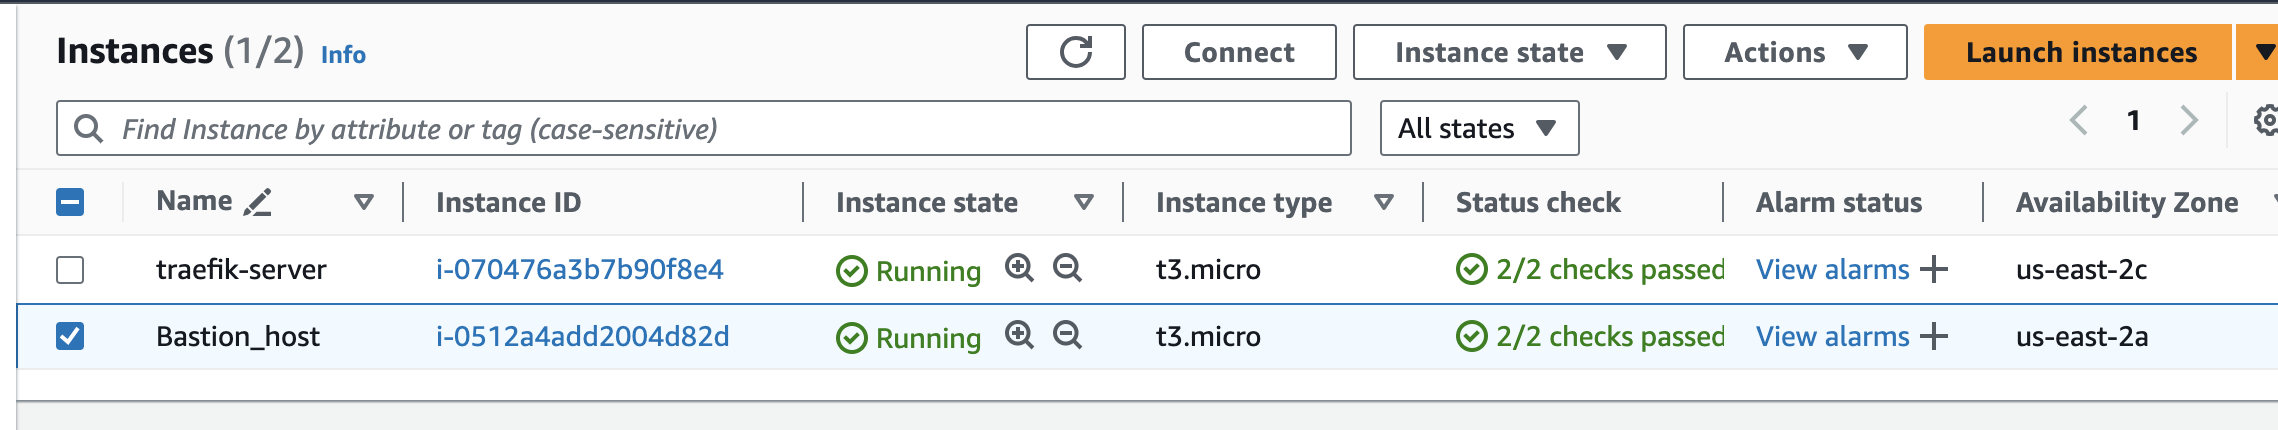 Instances (1/2) Info Connect Instance state Actions Launch instances
Find Instance by attribute or tag (case-sensitive) All states 1
Name Instance ID Instance state Instance type Status check Alarm status Availability Zone
traefik-server i-070476a3b7b90f8e4 Running t3.micro 2/2 checks passed View alarms us-east-2c
Bastion_host i-0512a4add2004d82d Running t3.micro 2/2 checks passed View alarms us-east-2a